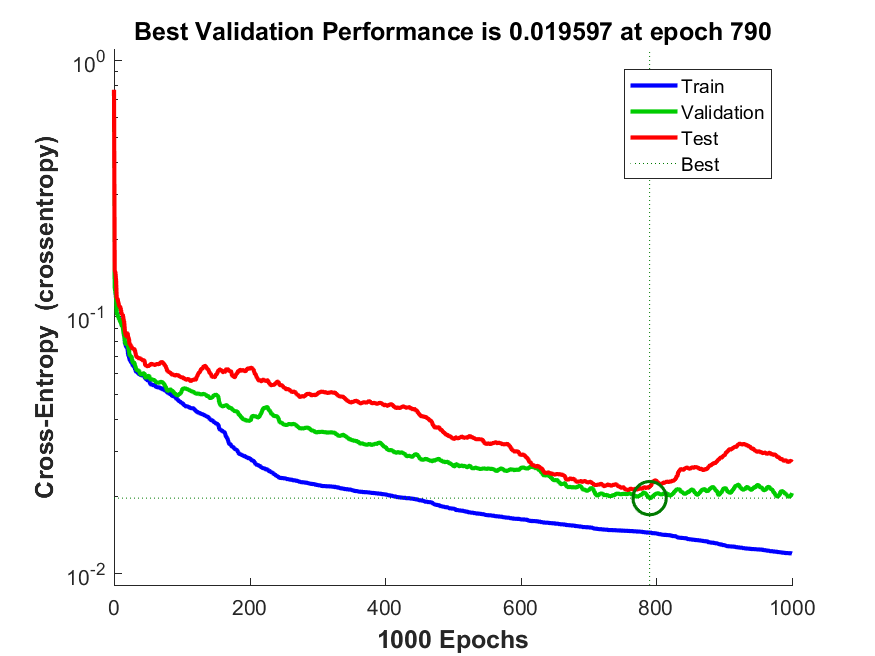 Best Validation Performance is 0.019597 at epoch 790
10^0
10^-1
10^-2
Cross-Entropy (crossentropy)
Train
Validation
Test
Best
0 200 400 600 800 1000
1000 Epochs